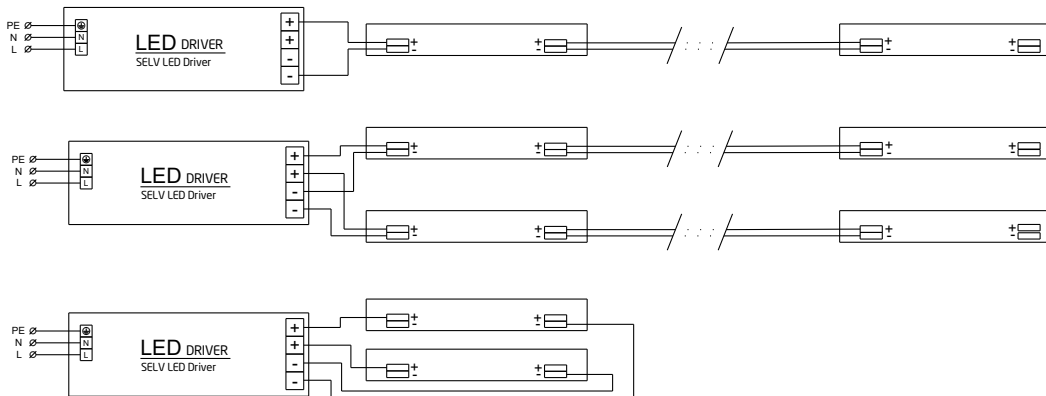 PE
N
L
N
L
LED DRIVER
SELV LED Driver
+
+
-
-
+
-
+
-
+
-
+
-
PE
N
L
N
L
LED DRIVER
SELV LED Driver
+
+
-
-
+
-
+
-
+
-
+
-
+
-
+
-
+
-
+
-
PE
N
L
N
L
LED DRIVER
SELV LED Driver
+
+
-
-
+
-
+
-
+
-
+
-